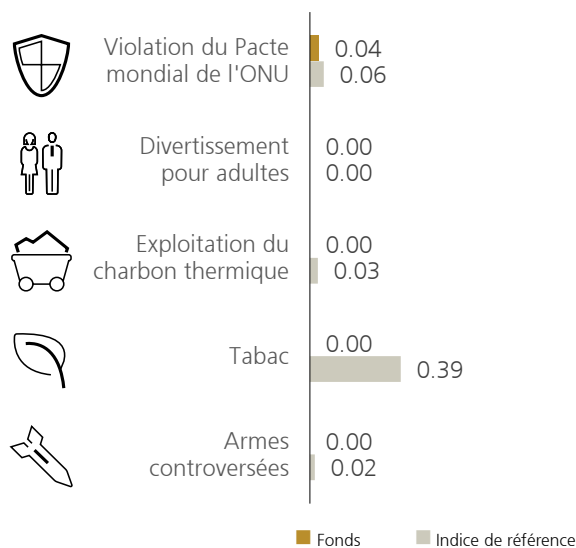 Violation du Pacte
mondial de l'ONU
0.04
0.06
Divertissement
pour adultes
0.00
0.00
Exploitation du
charbon thermique
0.00
0.03
Tabac
0.00
0.39
Armes
controversées
0.00
0.02
Fonds
Indice de référence